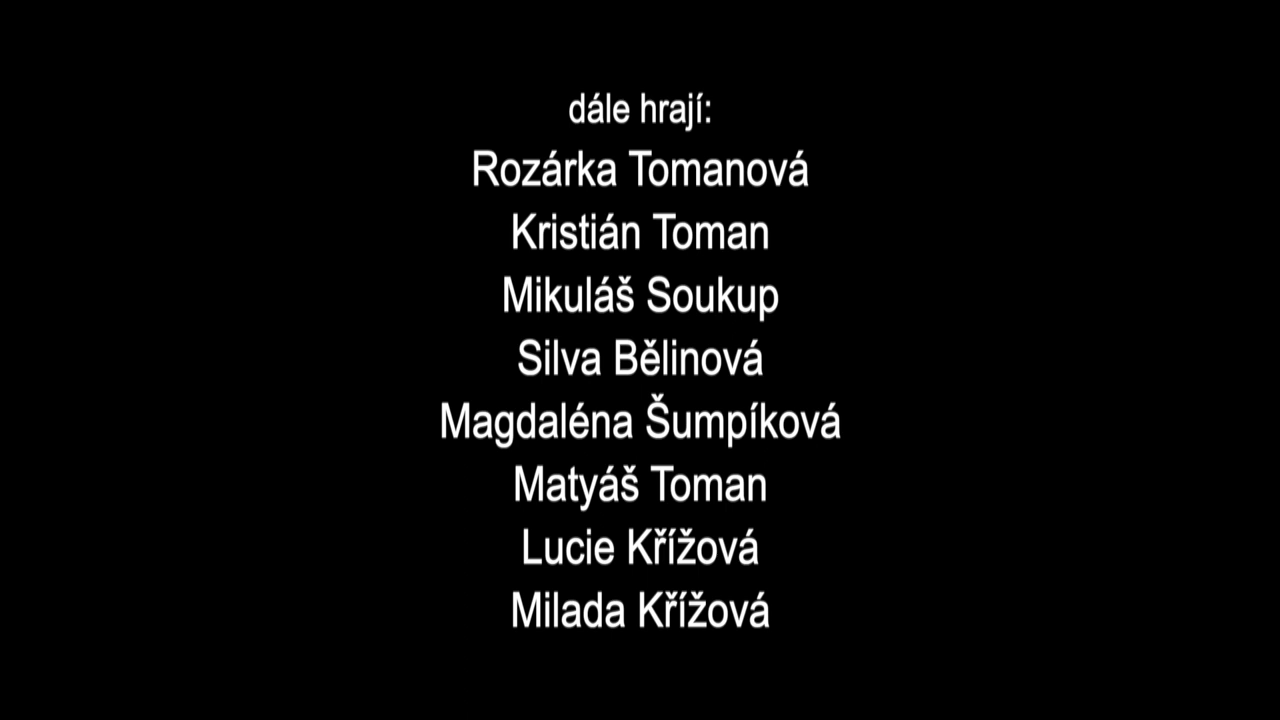 dále hrají:
Rozárka Tomanová
Kristián Toman
Mikuláš Soukup
Silva Bělinová
Magdaléna Šumpíková
Matyáš Toman
Lucie Křížová
Milada Křížová